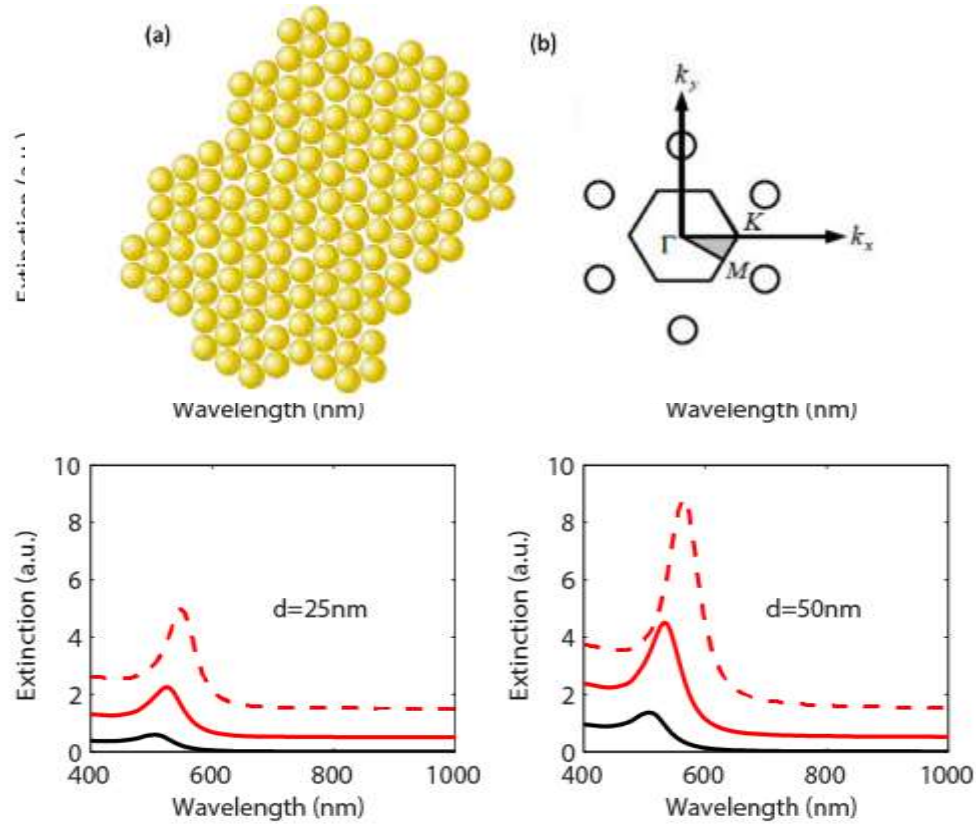 (a)
(b)
k_y
K
Γ
k_x
M
Wavelength (nm)
Wavelength (nm)
10
8
6
4
2
0
Extinction (a.u.)
d=25nm
400
600
800
1000
Wavelength (nm)
10
8
6
4
2
0
Extinction (a.u.)
d=50nm
400
600
800
1000
Wavelength (nm)